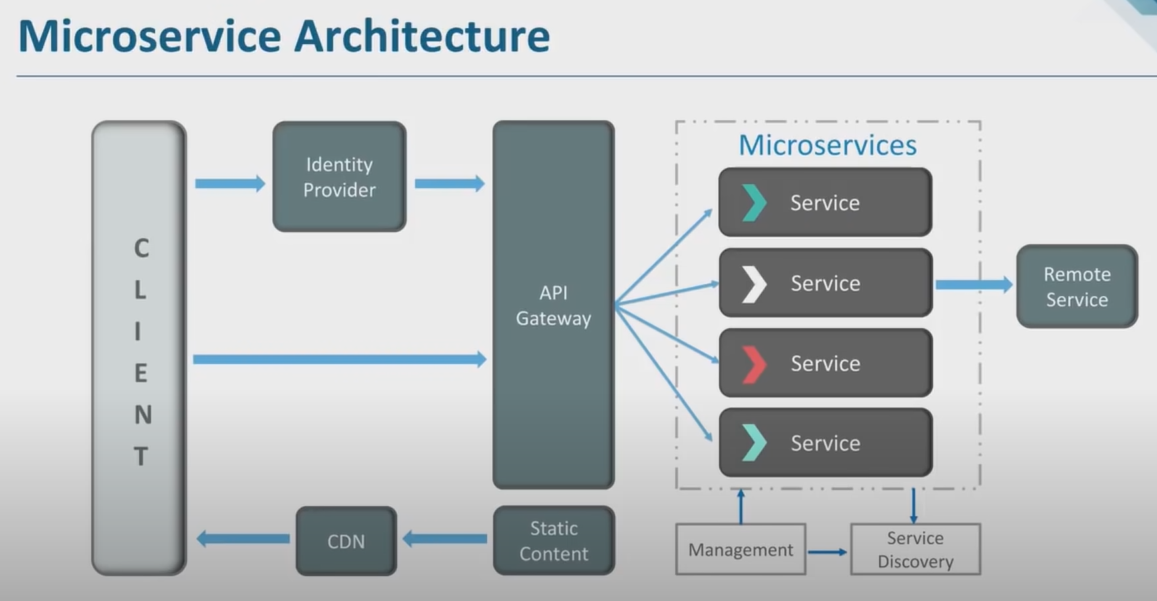 Microservice Architecture
CLIENT
Identity
Provider
API
Gateway
Microservices
Service
Service
Service
Service
Remote
Service
CDN
Static
Content
Management
Service
Discovery